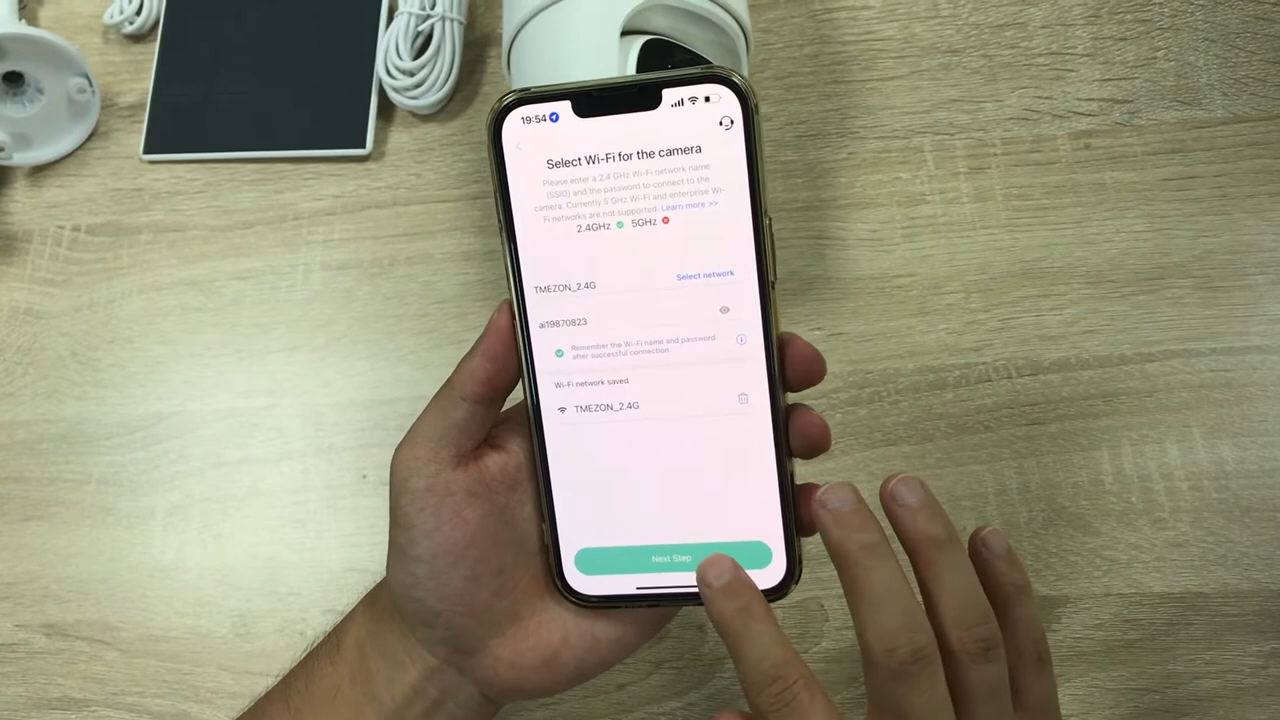 19:54
Select Wi-Fi for the camera
Please enter a 2.4 GHz Wi-Fi network name
(SSID) and the password to connect to the
camera. Currently 5 GHz Wi-Fi and enterprise Wi-
Fi networks are not supported. Learn more >>
2.4GHz 5GHz
TMEZON_2.4G Select network
ai19870823
Remember the Wi-Fi name and password
after successful connection.
Wi-Fi network saved
TMEZON_2.4G
Next Step